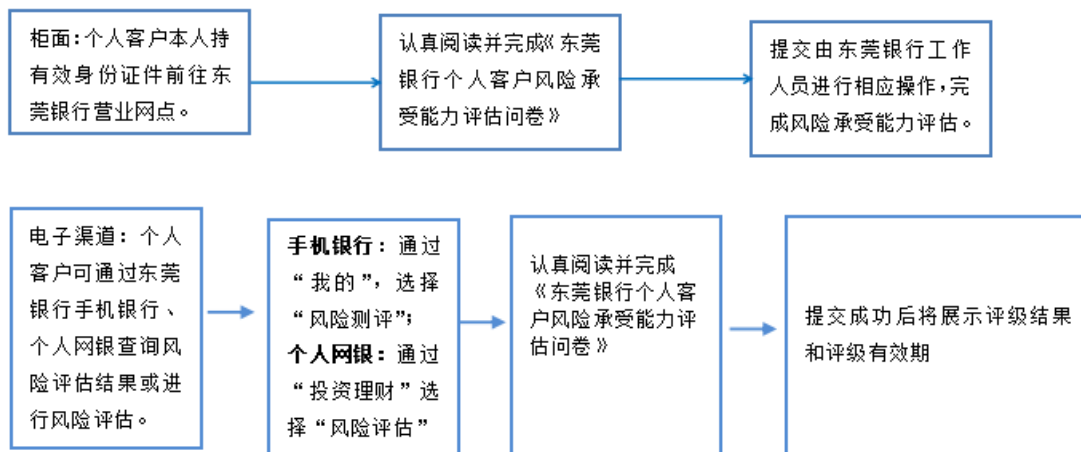 柜面：个人客户本人持
有效身份证件前往东
莞银行营业网点。
认真阅读并完成《东莞
银行个人客户风险承
受能力评估问卷》
提交由东莞银行工作
人员进行相应操作，完
成风险承受能力评估。
电子渠道：个人
客户可通过东莞
银行手机银行、
个人网银查询风
险评估结果或进
行风险评估。
手机银行：通过
“我的”，选择
“风险测评”；
个人网银：通过
“投资理财”选
择“风险评估”
认真阅读并完成
《东莞银行个人客
户风险承受能力评
估问卷》
提交成功后将展示评级结果
和评级有效期